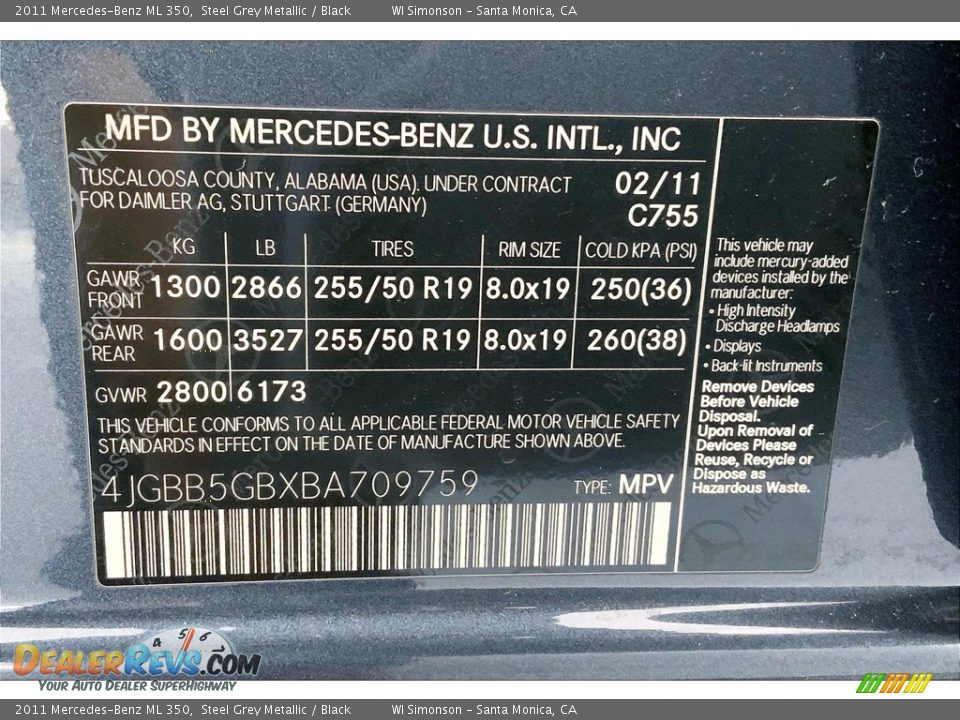 2011 Mercedes-Benz ML 350, Steel Grey Metallic / Black WI Simonson - Santa Monica, CA
MFD BY MERCEDES-BENZ U.S. INTL., INC
TUSCALOOSA COUNTY, ALABAMA (USA). UNDER CONTRACT 02/11
FOR DAIMLER AG, STUTTGART (GERMANY) C755
KG LB TIRES RIM SIZE COLD KPA (PSI)
GAWR FRONT 1300 2866 255/50 R19 8.0x19 250(36)
GAWR REAR 1600 3527 255/50 R19 8.0x19 260(38)
GVWR 2800 6173
THIS VEHICLE CONFORMS TO ALL APPLICABLE FEDERAL MOTOR VEHICLE SAFETY
STANDARDS IN EFFECT ON THE DATE OF MANUFACTURE SHOWN ABOVE.
4JGBB5GBXBA709759 TYPE: MPV
This vehicle may
include mercury-added
devices installed by the
manufacturer:
• High Intensity
Discharge Headlamps
• Displays
• Back-lit Instruments
Remove Devices
Before Vehicle
Disposal.
Upon Removal of
Devices Please
Reuse, Recycle or
Dispose as
Hazardous Waste.
4 5 6
DEALERREVS.COM
YOUR AUTO DEALER SUPERHIGHWAY
2011 Mercedes-Benz ML 350, Steel Grey Metallic / Black WI Simonson - Santa Monica, CA